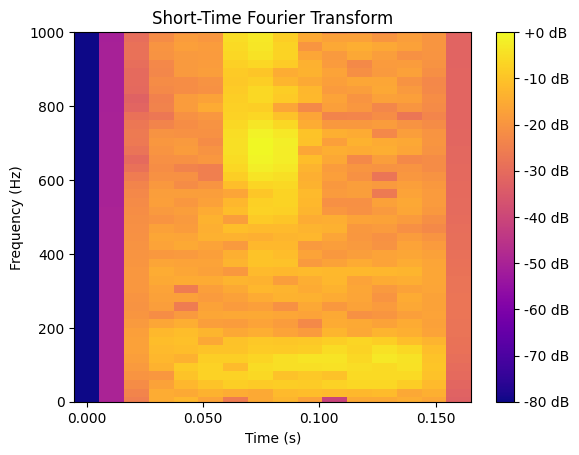 Short-Time Fourier Transform
1000
800
600
400
200
0
Frequency (Hz)
0.000
0.050
0.100
0.150
Time (s)
+0 dB
-10 dB
-20 dB
-30 dB
-40 dB
-50 dB
-60 dB
-70 dB
-80 dB